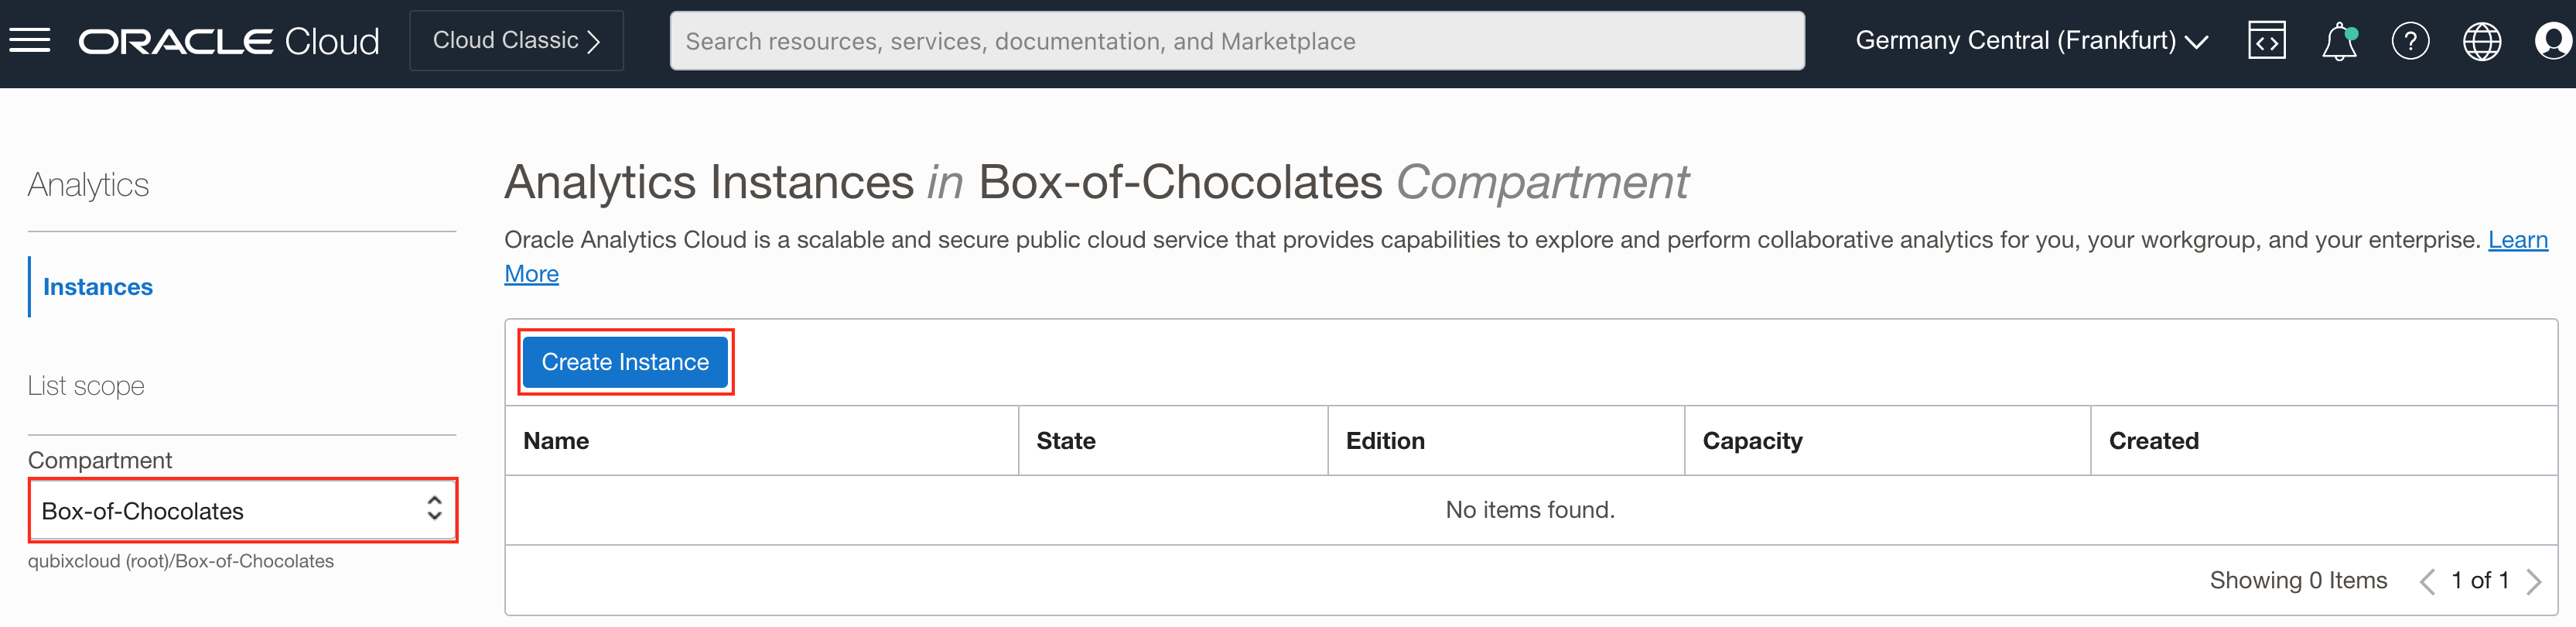 ORACLE Cloud
Cloud Classic
Search resources, services, documentation, and Marketplace
Germany Central (Frankfurt)
Analytics
Instances
List scope
Compartment
Box-of-Chocolates
qubixcloud (root)/Box-of-Chocolates
Analytics Instances in Box-of-Chocolates Compartment
Oracle Analytics Cloud is a scalable and secure public cloud service that provides capabilities to explore and perform collaborative analytics for you, your workgroup, and your enterprise. Learn
More
Create Instance
Name State Edition Capacity Created
No items found.
Showing 0 Items 1 of 1